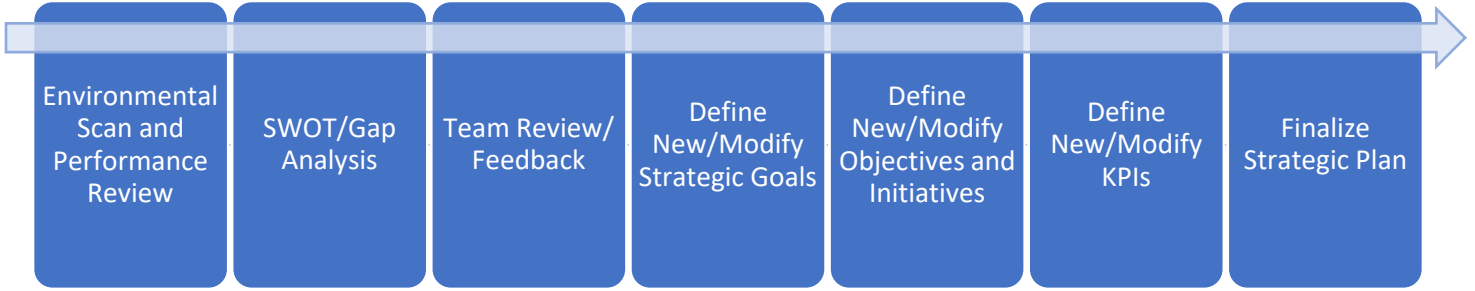 Environmental
Scan and
Performance
Review
SWOT/Gap
Analysis
Team Review/
Feedback
Define
New/Modify
Strategic Goals
Define
New/Modify
Objectives and
Initiatives
Define
New/Modify
KPIs
Finalize
Strategic Plan